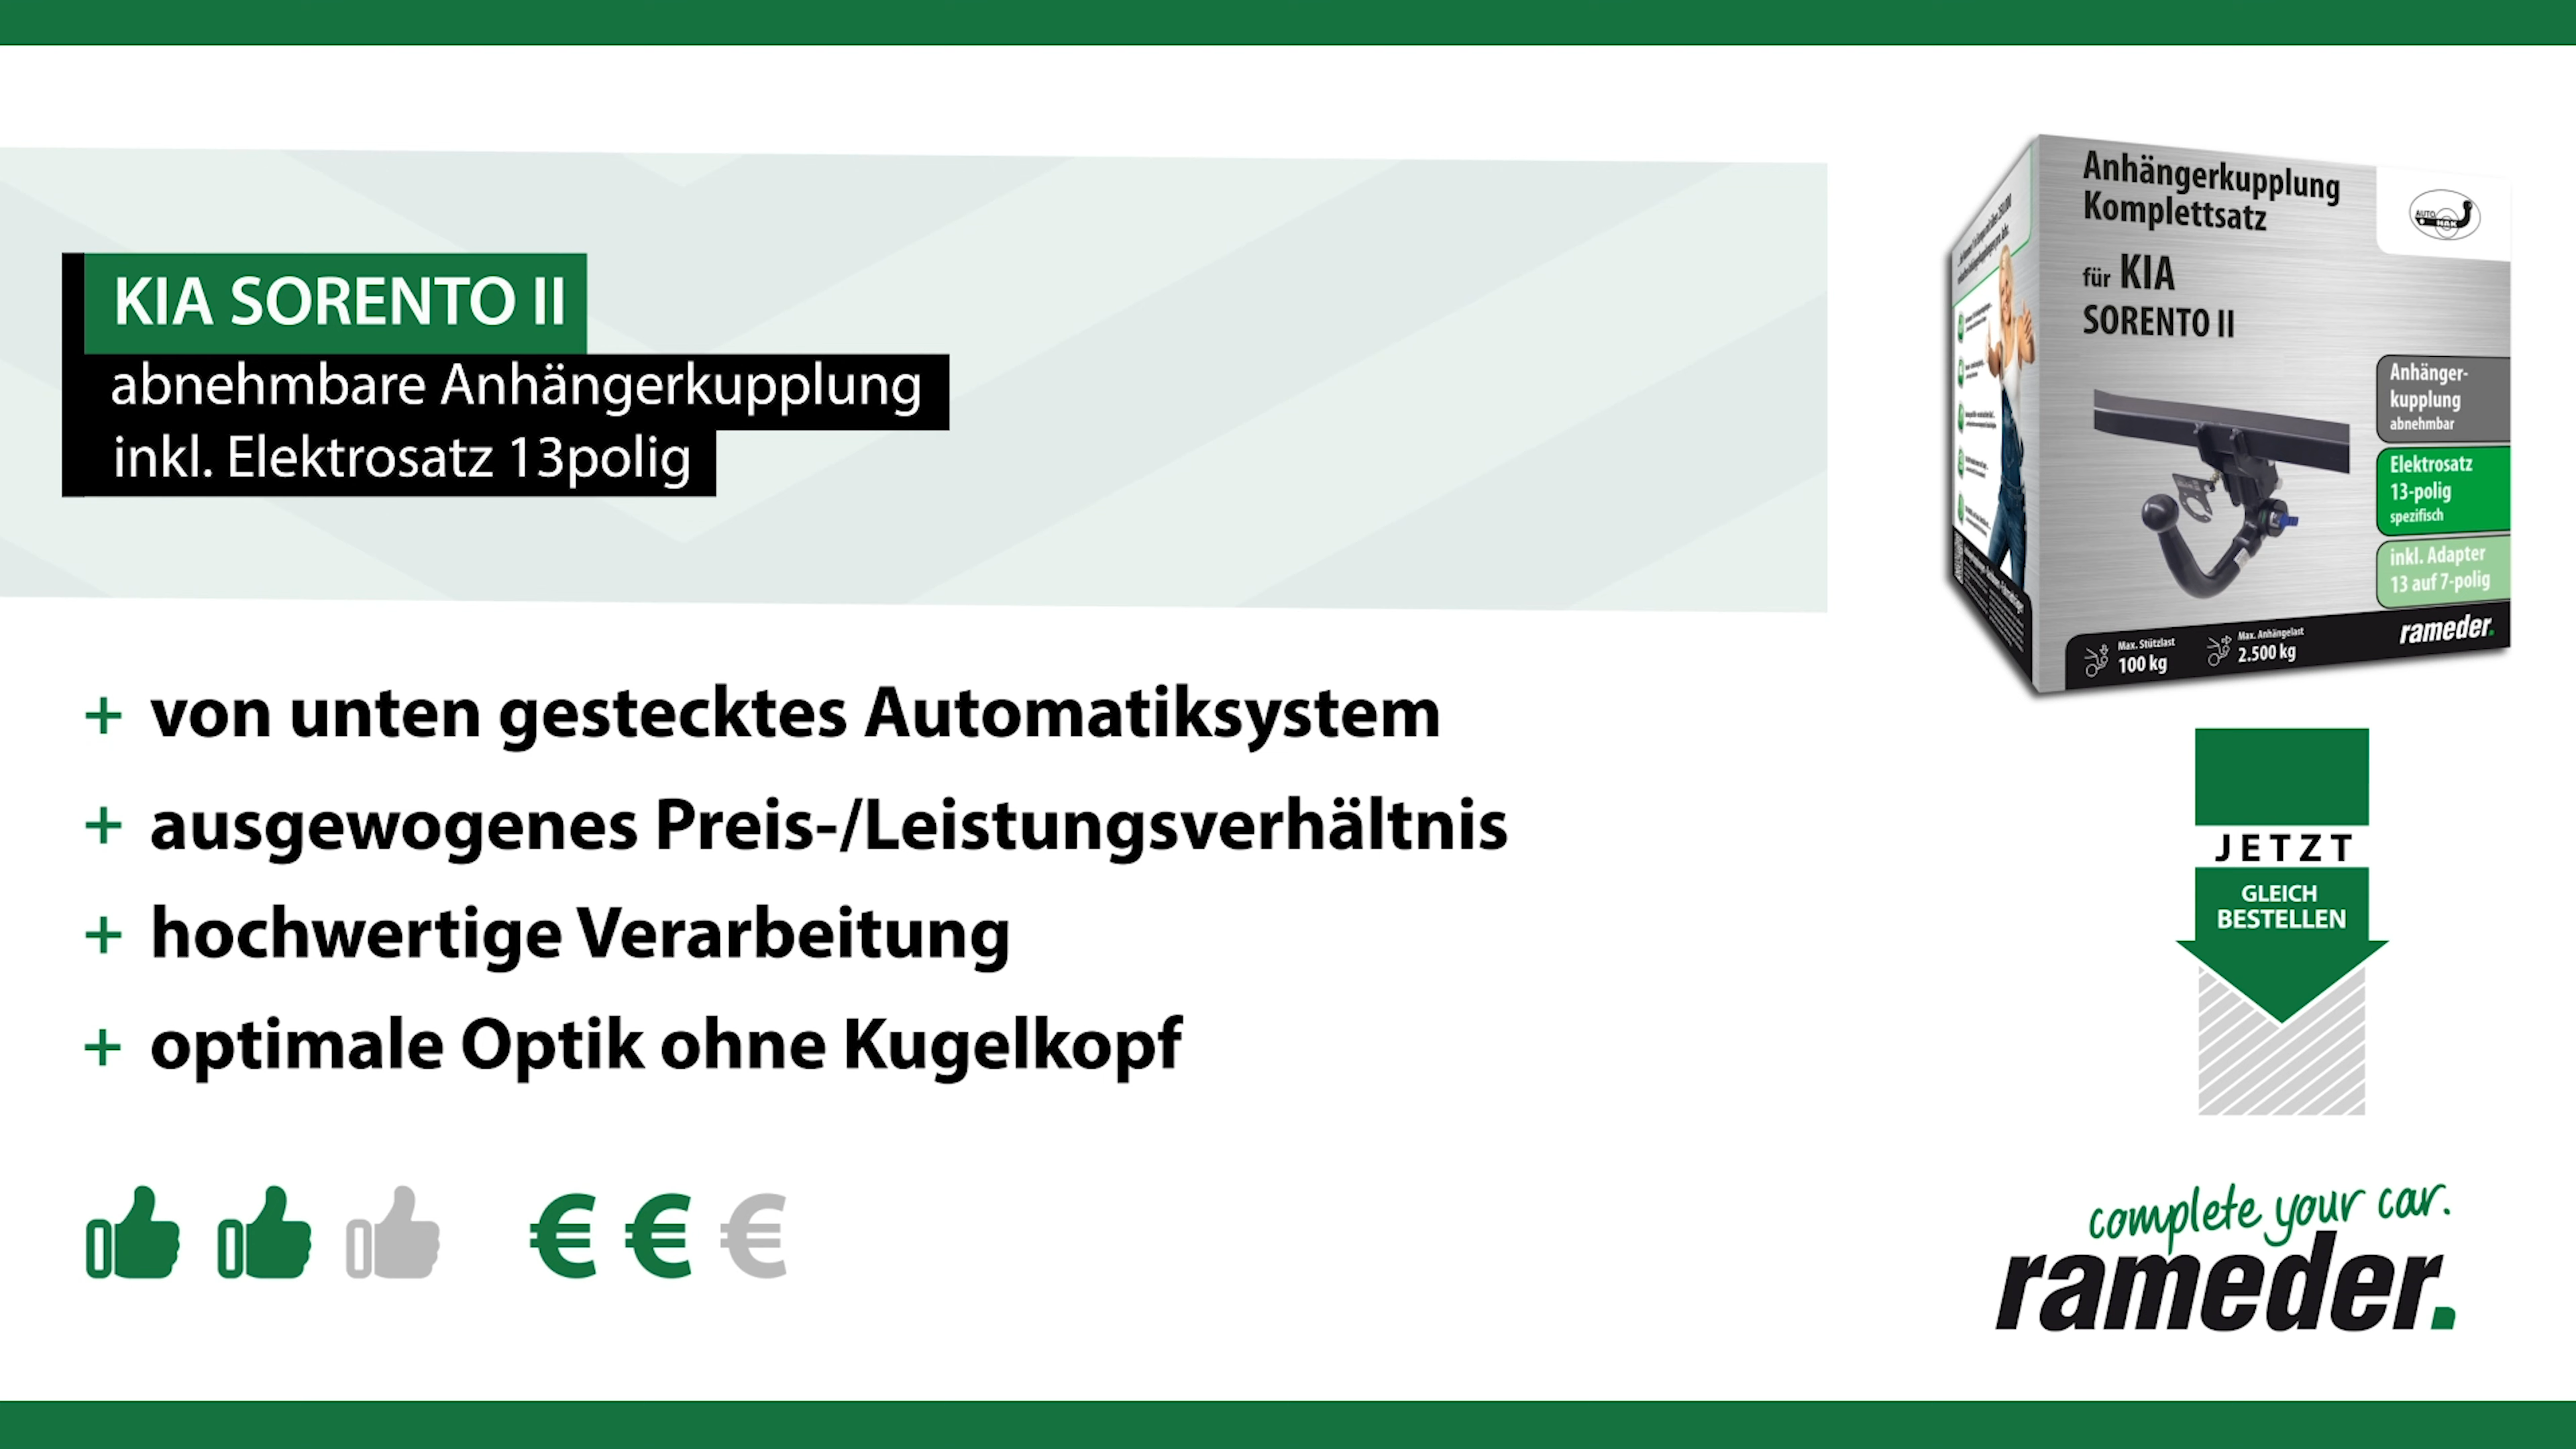 KIA SORENTO II
abnehmbare Anhängerkupplung
inkl. Elektrosatz 13polig
+ von unten gestecktes Automatiksystem
+ ausgewogenes Preis-/Leistungsverhältnis
+ hochwertige Verarbeitung
+ optimale Optik ohne Kugelkopf
€ € €
Anhängerkupplung
Komplettsatz
für KIA
SORENTO II
AUTO
HAK
Anhänger-
kupplung
abnehmbar
Elektrosatz
13-polig
spezifisch
inkl. Adapter
13 auf 7-polig
Max. Stützlast
100 kg
Max. Anhängelast
2.500 kg
rameder.
JETZT
GLEICH
BESTELLEN
complete your car.
rameder.